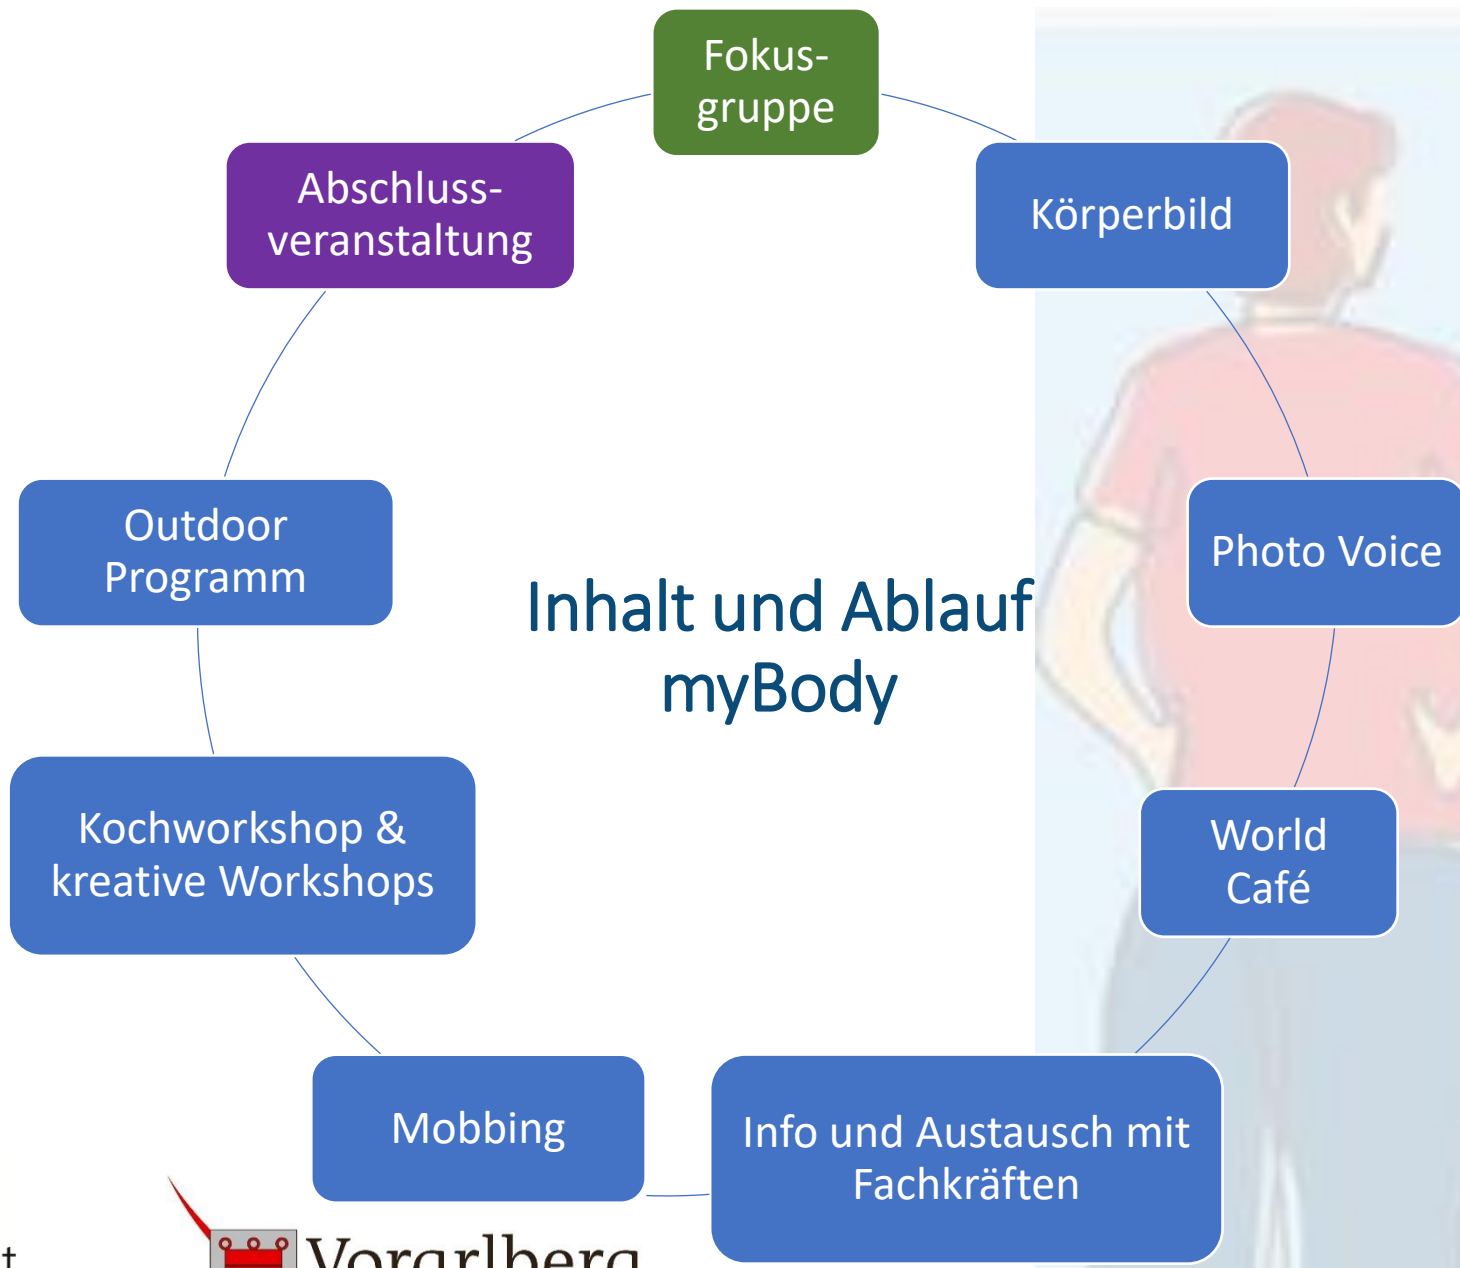 Fokus-
gruppe
Körperbild
Photo Voice
World
Café
Info und Austausch mit
Fachkräften
Mobbing
Kochworkshop &
kreative Workshops
Outdoor
Programm
Abschluss-
veranstaltung
Inhalt und Ablauf
myBody
Vorarlberg